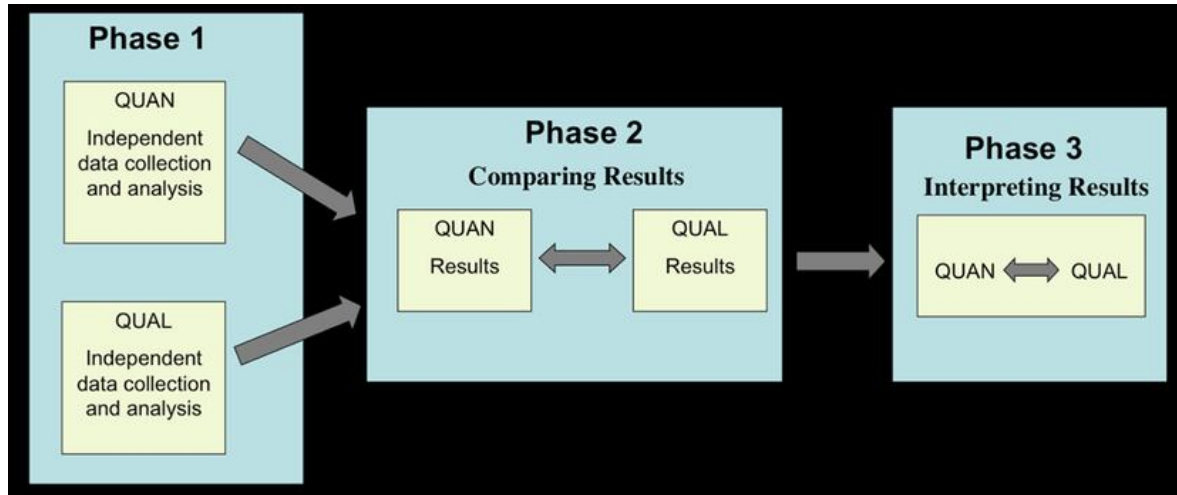 Phase 1
QUAN
Independent
data collection
and analysis
QUAL
Independent
data collection
and analysis
Phase 2
Comparing Results
QUAN
Results
QUAL
Results
Phase 3
Interpreting Results
QUAN
QUAL